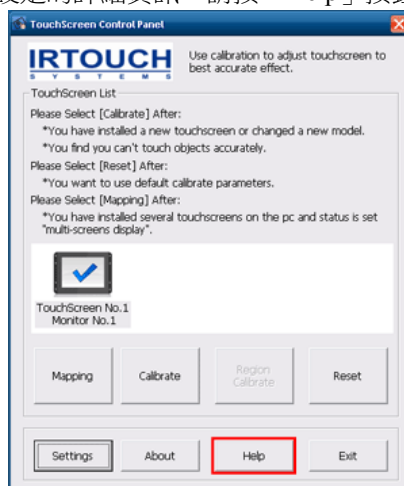 TouchScreen Control Panel
IRTOUCH
SYSTEMS
Use calibration to adjust touchscreen to
best accurate effect.
TouchScreen List
Please Select [Calibrate] After:
*You have installed a new touchscreen or changed a new model.
*You find you can't touch objects accurately.
Please Select [Reset] After:
*You want to use default calibrate parameters.
Please Select [Mapping] After:
*You have installed several touchscreens on the pc and status is set
"multi-screens display".
TouchScreen No.1
Monitor No.1
Mapping
Calibrate
Region
Calibrate
Reset
Settings
About
Help
Exit